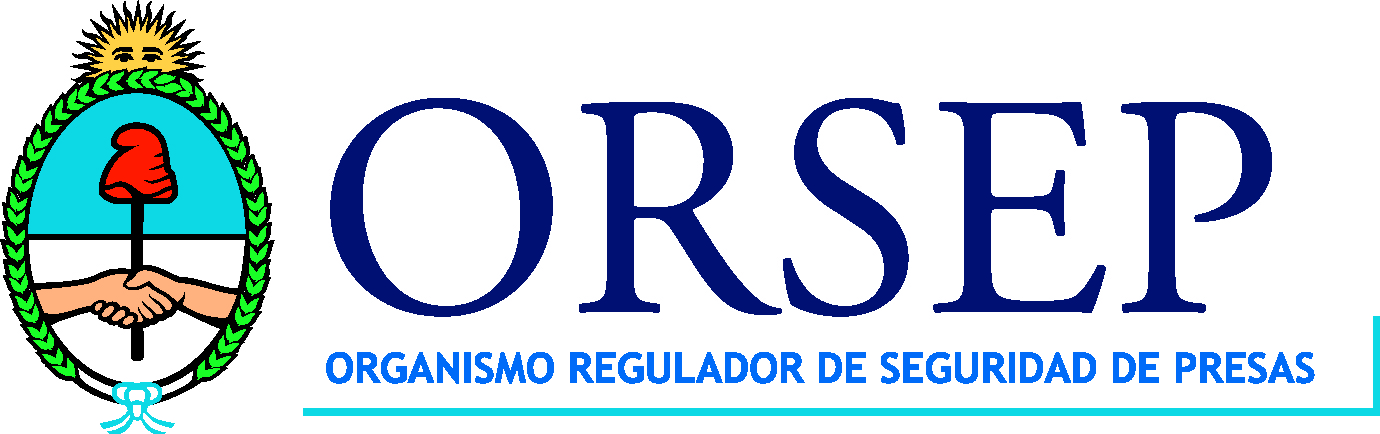 ORSEP
ORGANISMO REGULADOR DE SEGURIDAD DE PRESAS